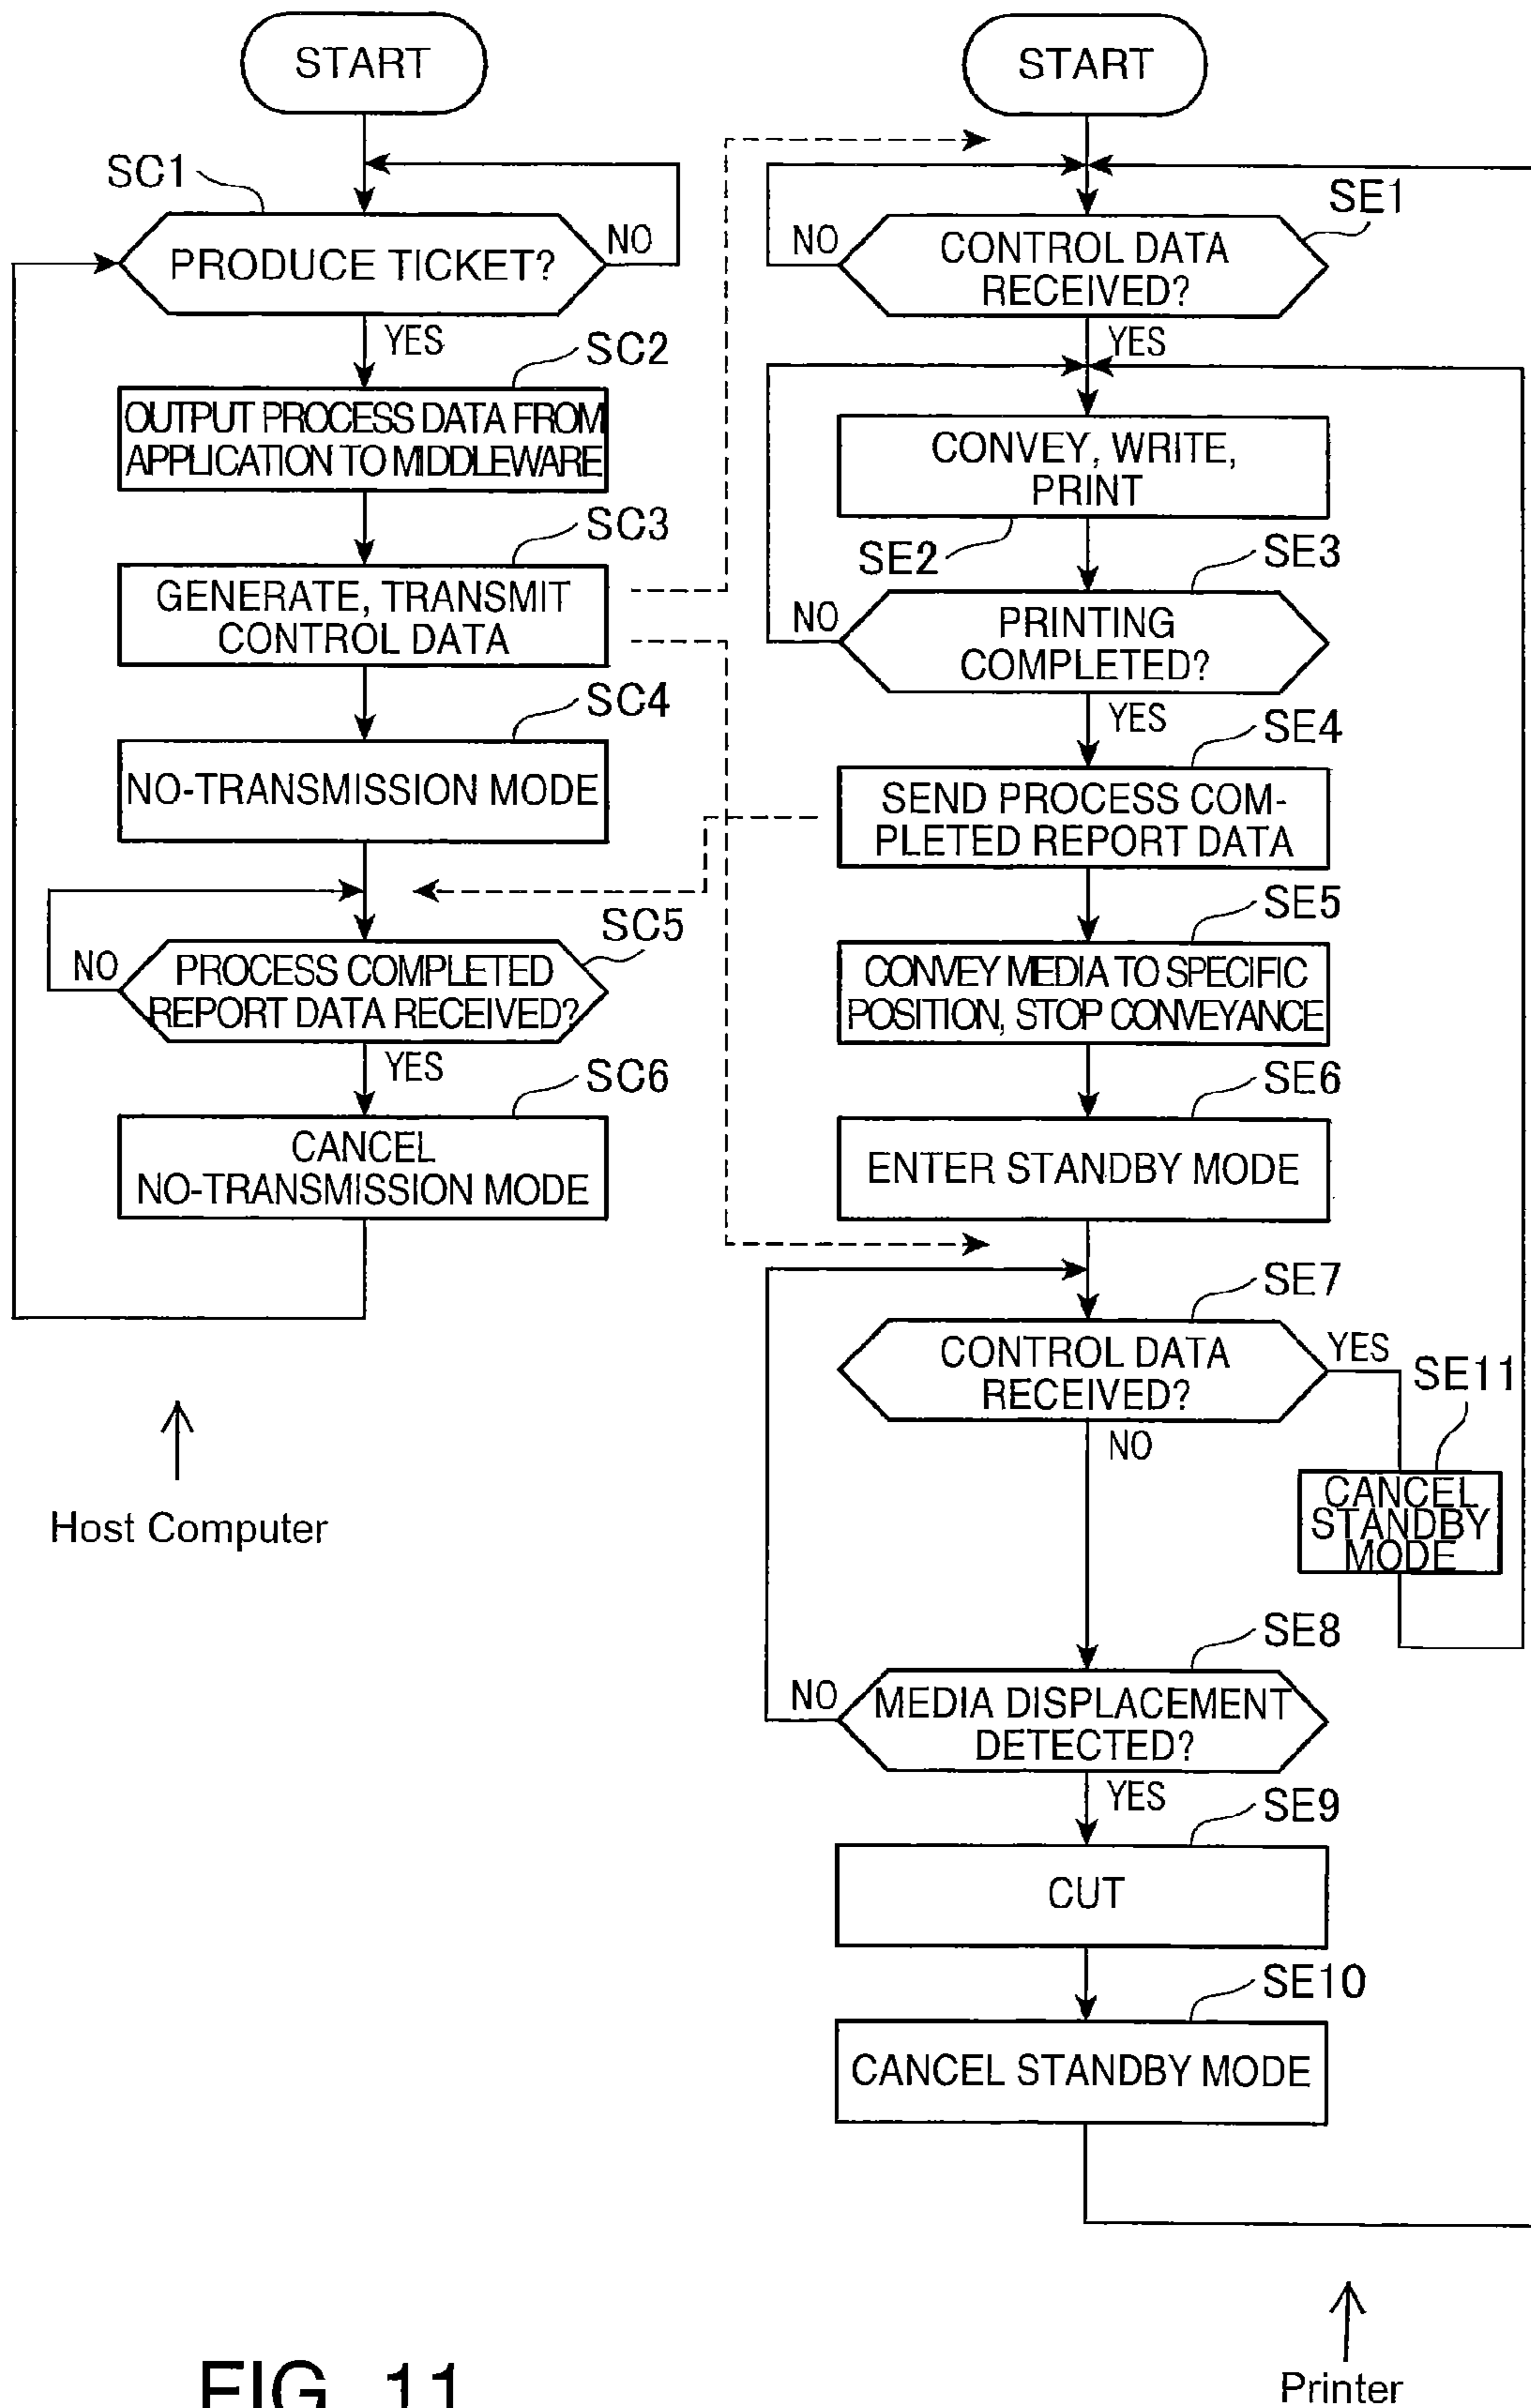 START
SC1
PRODUCE TICKET?
NO
YES
SC2
OUTPUT PROCESS DATA FROM
APPLICATION TO MIDDLEWARE
SC3
GENERATE, TRANSMIT
CONTROL DATA
SC4
NO-TRANSMISSION MODE
SC5
NO
PROCESS COMPLETED
REPORT DATA RECEIVED?
YES
SC6
CANCEL
NO-TRANSMISSION MODE
Host Computer
START
SE1
NO
CONTROL DATA
RECEIVED?
YES
CONVEY, WRITE,
PRINT
SE2
SE3
NO
PRINTING
COMPLETED?
YES
SE4
SEND PROCESS COM-
PLETED REPORT DATA
SE5
CONVEY MEDIA TO SPECIFIC
POSITION, STOP CONVEYANCE
SE6
ENTER STANDBY MODE
SE7
CONTROL DATA
RECEIVED?
YES
SE11
NO
CANCEL
STANDBY
MODE
SE8
NO
MEDIA DISPLACEMENT
DETECTED?
YES
SE9
CUT
SE10
CANCEL STANDBY MODE
Printer
FIG. 11